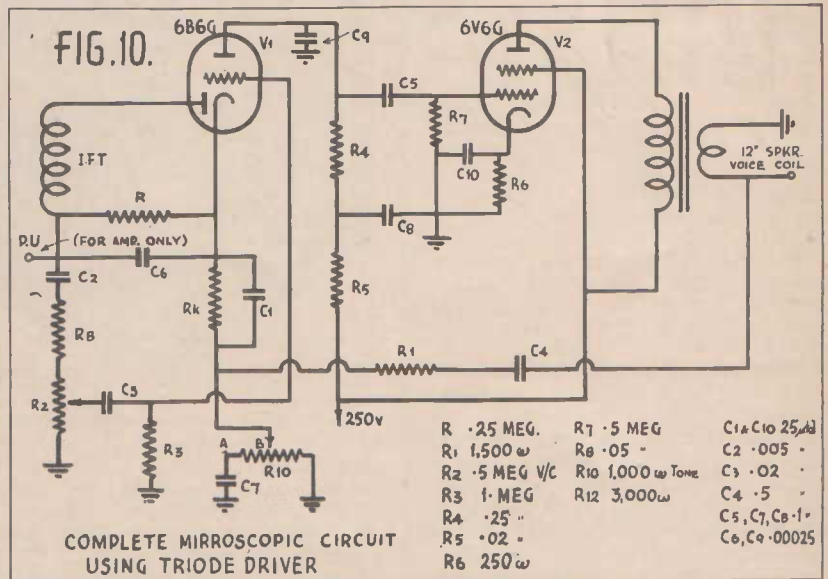 FIG.10.
6B6G
V1
C9
6V6G
V2
C5
R7
I.F.T
R4
C10
R6
12" SPKR.
VOICE COIL
R
P.U
(FOR AMP. ONLY)
C8
C6
C2
R5
RK
C1
R8
R1
C4
C3
R2
250V
R3
A
B
R10
C7
R ·25 MEG.
R1 1,500 ω
R2 ·5 MEG V/C
R3 1· MEG
R4 ·25 "
R5 ·02 "
R6 250 ω
R7 ·5 MEG
R8 ·05 "
R10 1,000 ω TONE
R12 3,000 ω
C1 & C10 25μfd
C2 ·005 "
C3 ·02 "
C4 ·5 "
C5, C7, C8 ·1 "
C6, C9 ·00025
COMPLETE MIRROSCOPIC CIRCUIT
USING TRIODE DRIVER